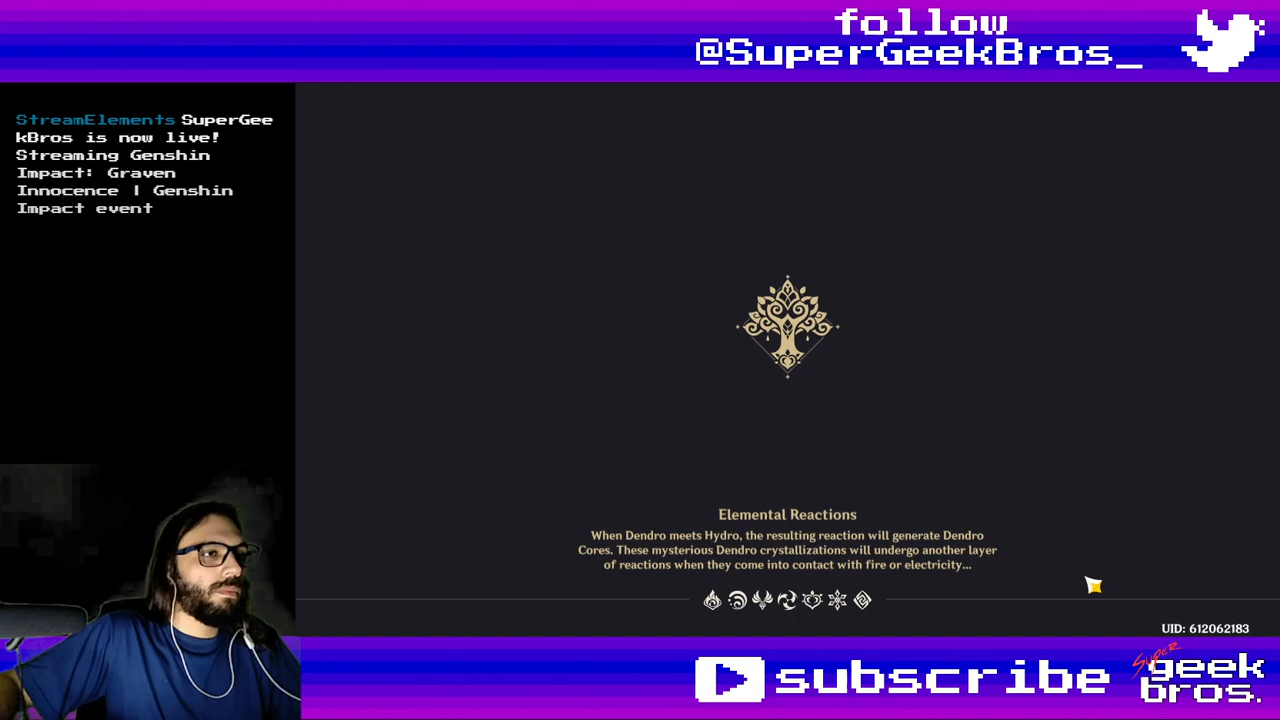 follow
@SuperGeekBros_
StreamElements SuperGee
kBros is now live!
Streaming Genshin
Impact: Graven
Innocence | Genshin
Impact event
Elemental Reactions
When Dendro meets Hydro, the resulting reaction will generate Dendro
Cores. These mysterious Dendro crystallizations will undergo another layer
of reactions when they come into contact with fire or electricity...
UID: 612062183
subscribe
SUPER
geek
bros.